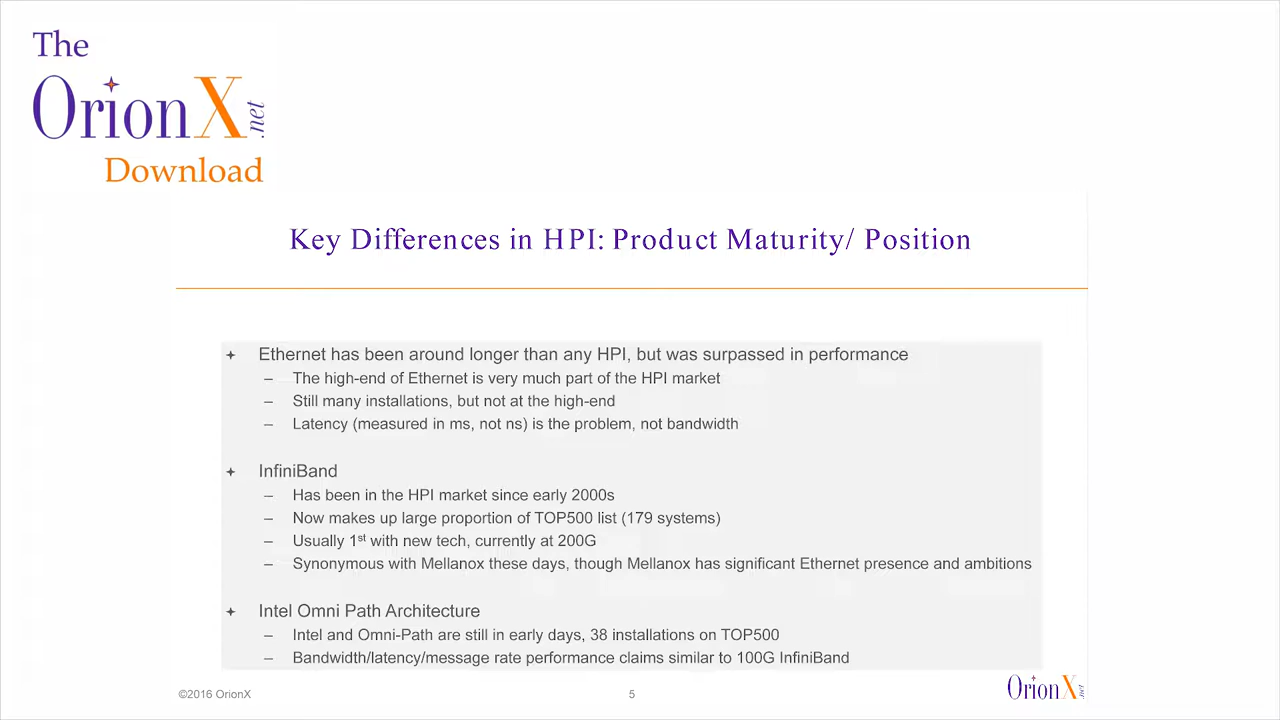 The
OrionX.net
Download
Key Differences in HPI: Product Maturity/ Position
Ethernet has been around longer than any HPI, but was surpassed in performance
– The high-end of Ethernet is very much part of the HPI market
– Still many installations, but not at the high-end
– Latency (measured in ms, not ns) is the problem, not bandwidth
InfiniBand
– Has been in the HPI market since early 2000s
– Now makes up large proportion of TOP500 list (179 systems)
– Usually 1st with new tech, currently at 200G
– Synonymous with Mellanox these days, though Mellanox has significant Ethernet presence and ambitions
Intel Omni Path Architecture
– Intel and Omni-Path are still in early days, 38 installations on TOP500
– Bandwidth/latency/message rate performance claims similar to 100G InfiniBand
©2016 OrionX
5
OrionX.net